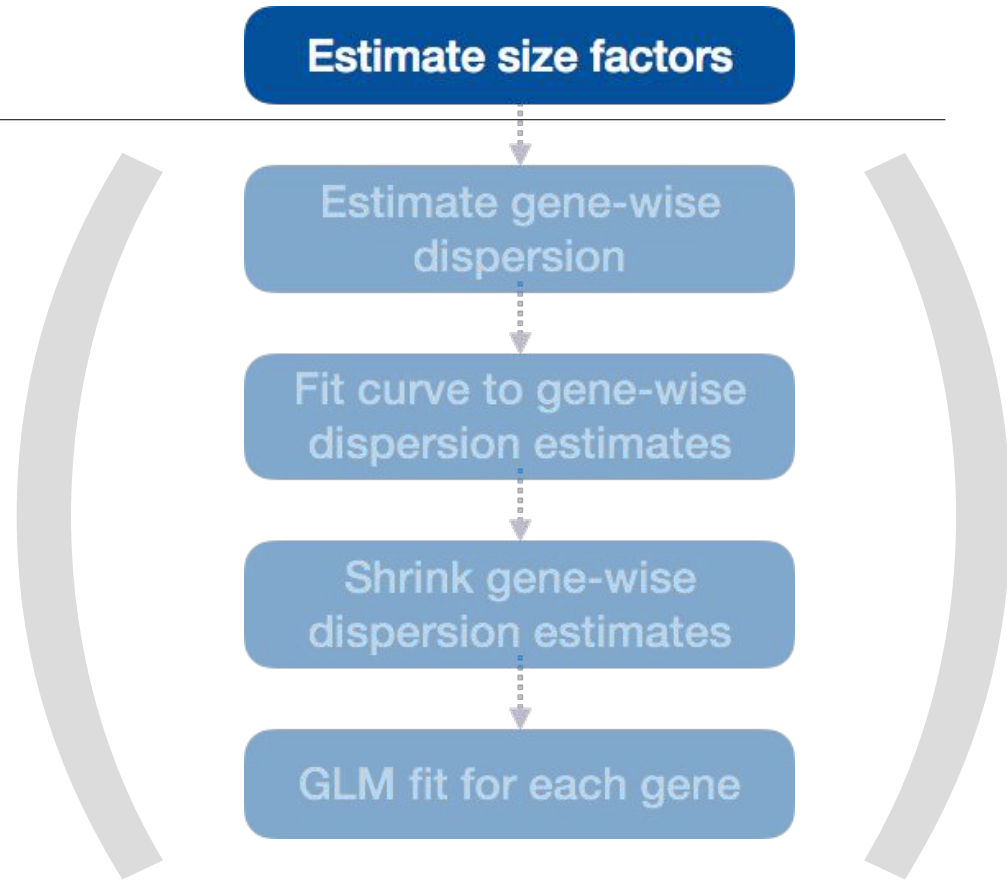 Estimate size factors
Estimate gene-wise
dispersion
Fit curve to gene-wise
dispersion estimates
Shrink gene-wise
dispersion estimates
GLM fit for each gene